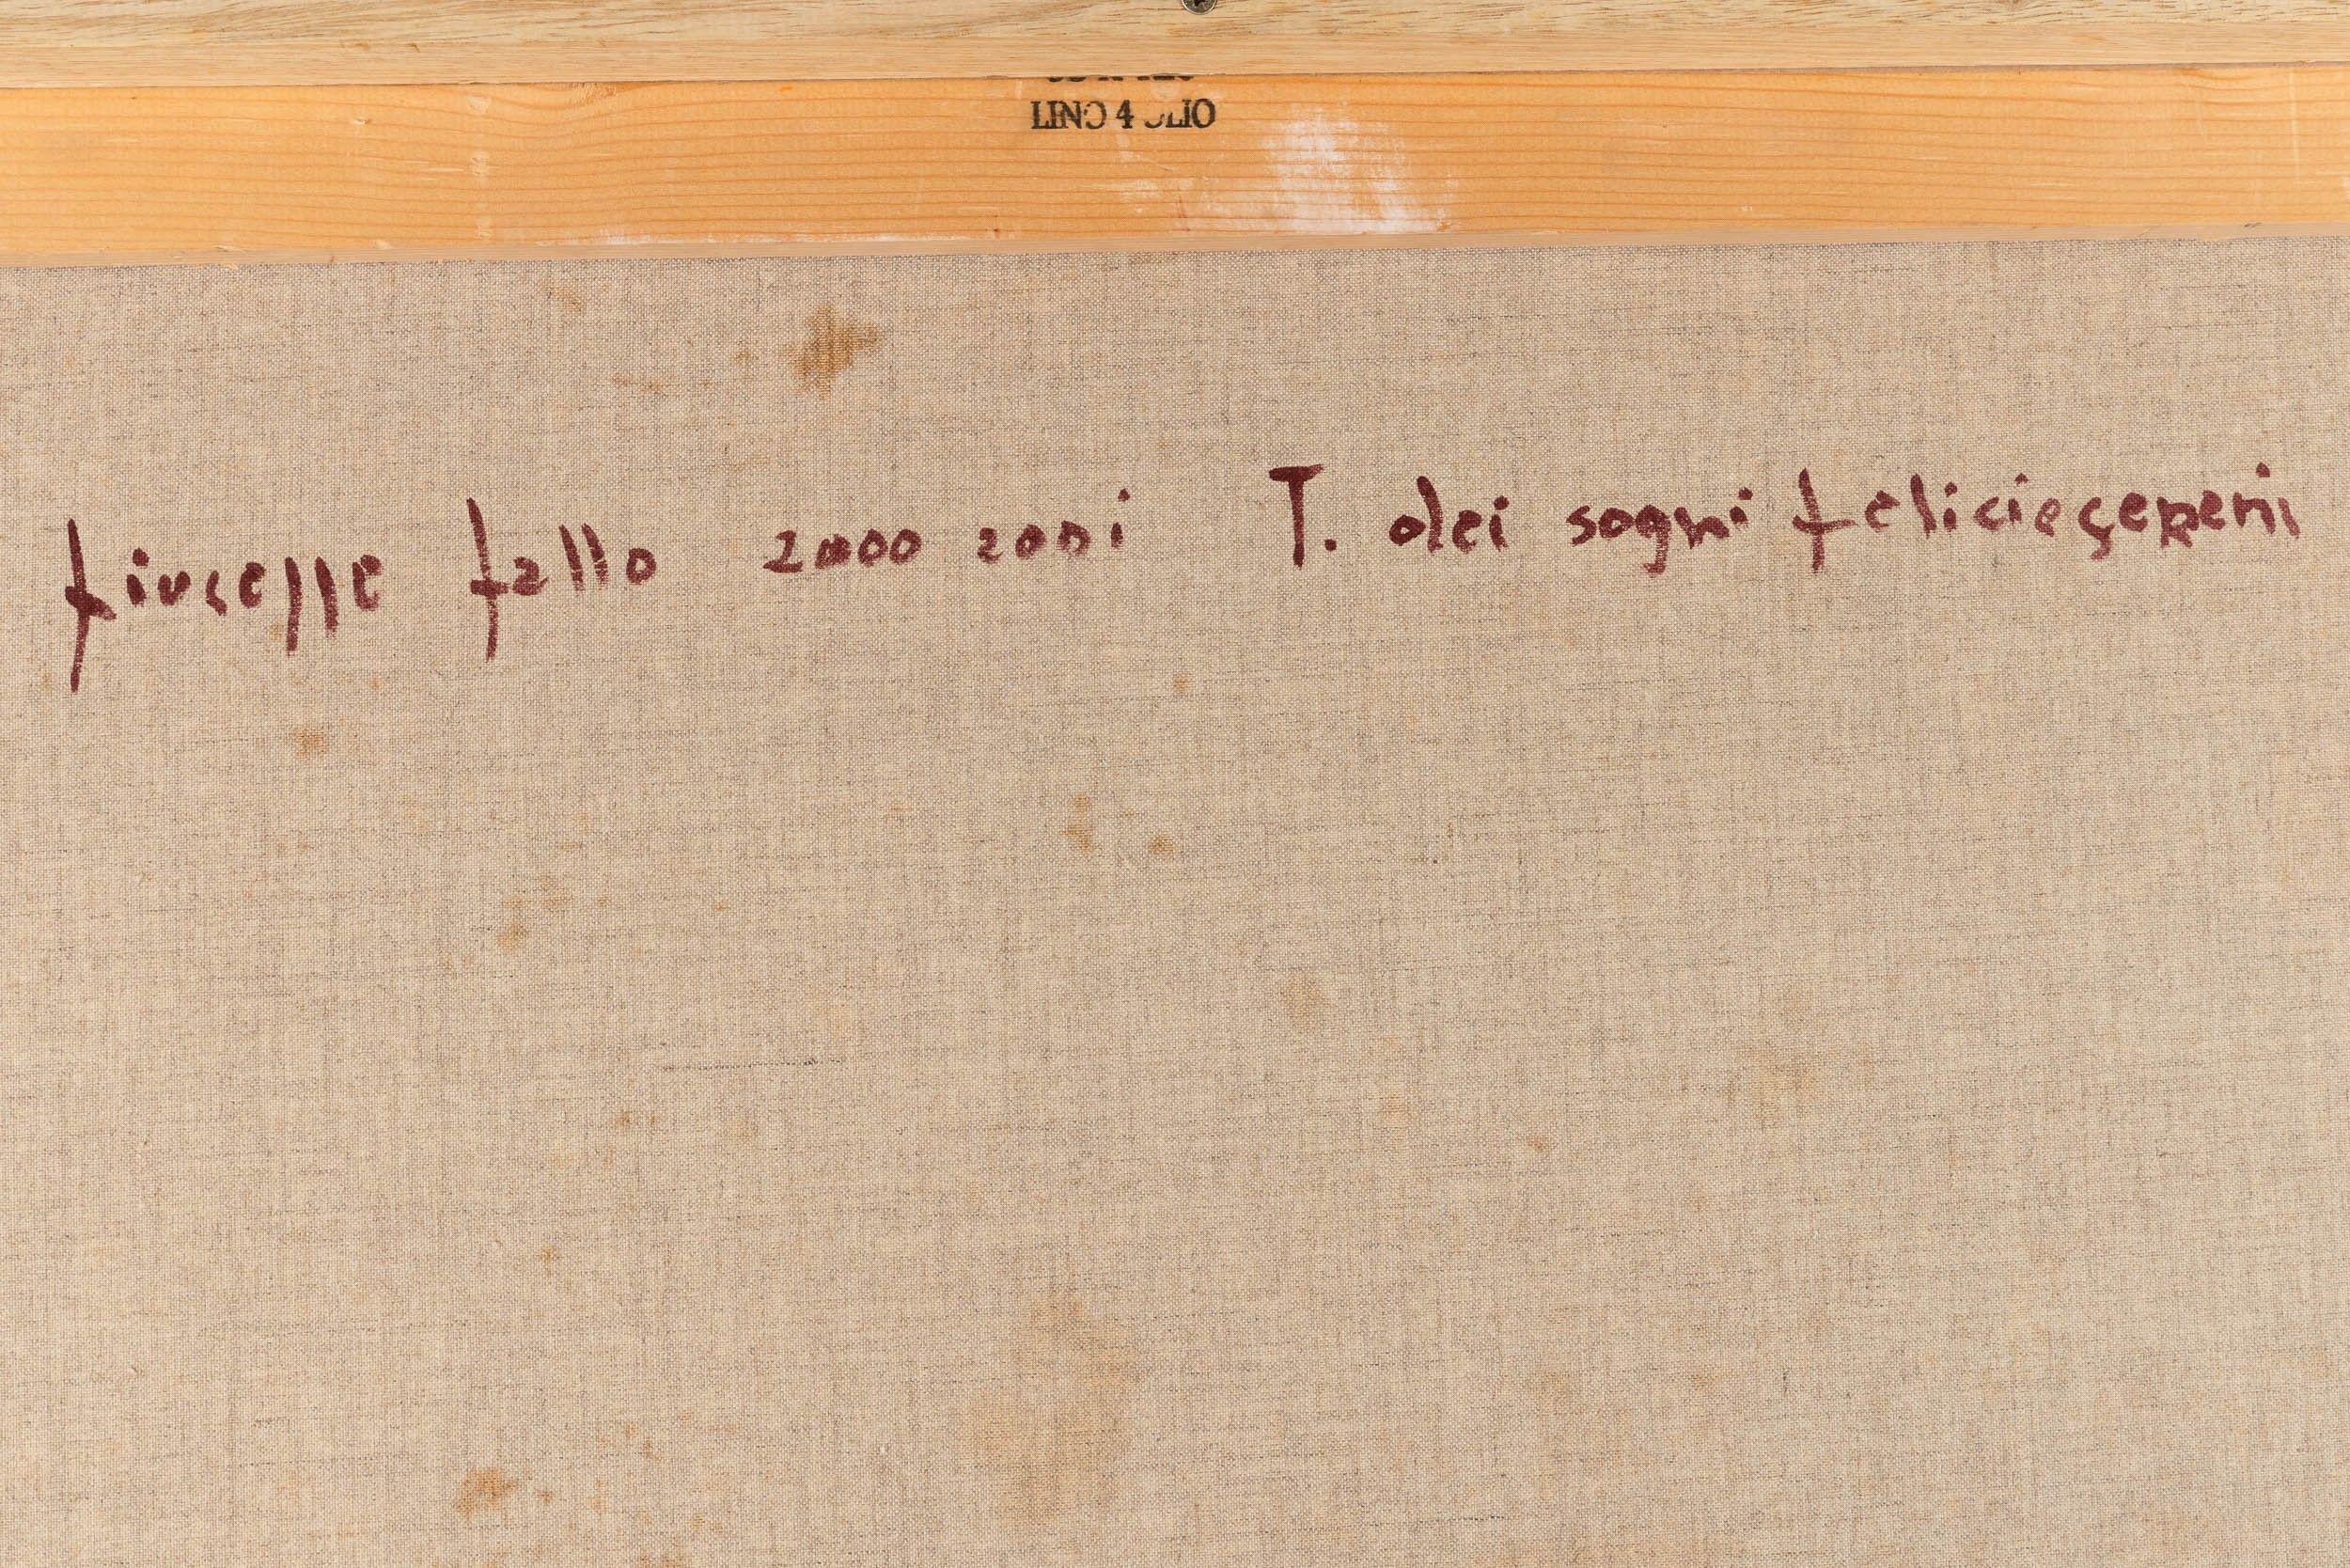 LINO 4 OLIO
Giuseppe Gallo 2000 2001 T. dei sogni felici e sereni